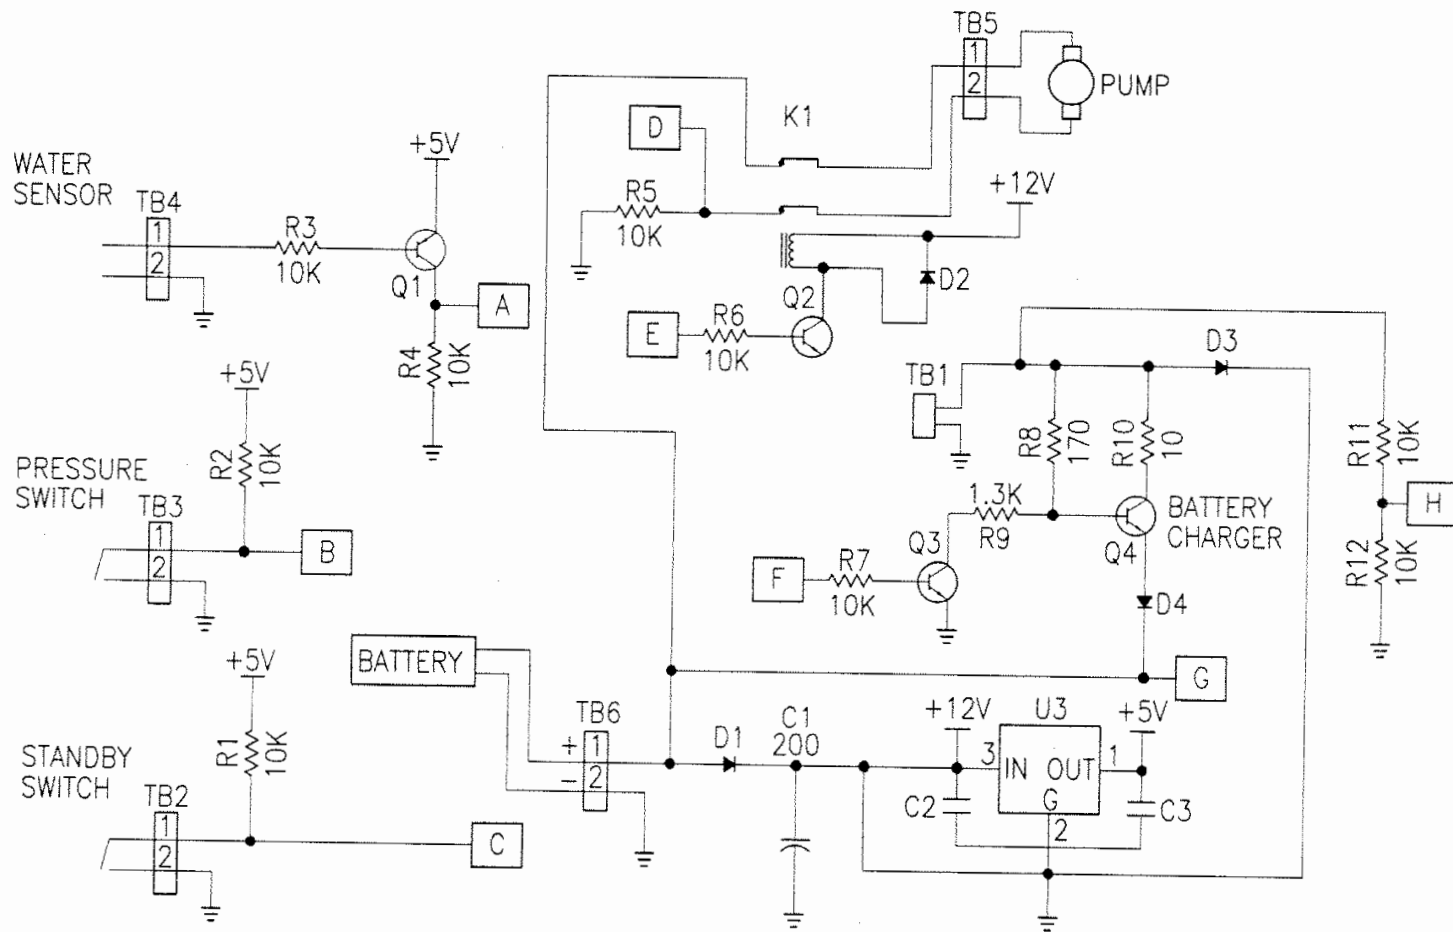 WATER
SENSOR
TB4
1
2
R3
10K
+5V
Q1
A
R4
10K
PRESSURE
SWITCH
TB3
1
2
+5V
R2
10K
B
STANDBY
SWITCH
TB2
1
2
+5V
R1
10K
C
D
R5
10K
K1
TB5
1
2
PUMP
+12V
D2
Q2
E
R6
10K
TB1
D3
R8
170
R10
10
R11
10K
H
R12
10K
1.3K
R9
Q3
Q4
BATTERY
CHARGER
F
R7
10K
D4
G
BATTERY
TB6
+
1
-
2
D1
C1
200
+12V
U3
+5V
3
IN
OUT
1
G
2
C2
C3